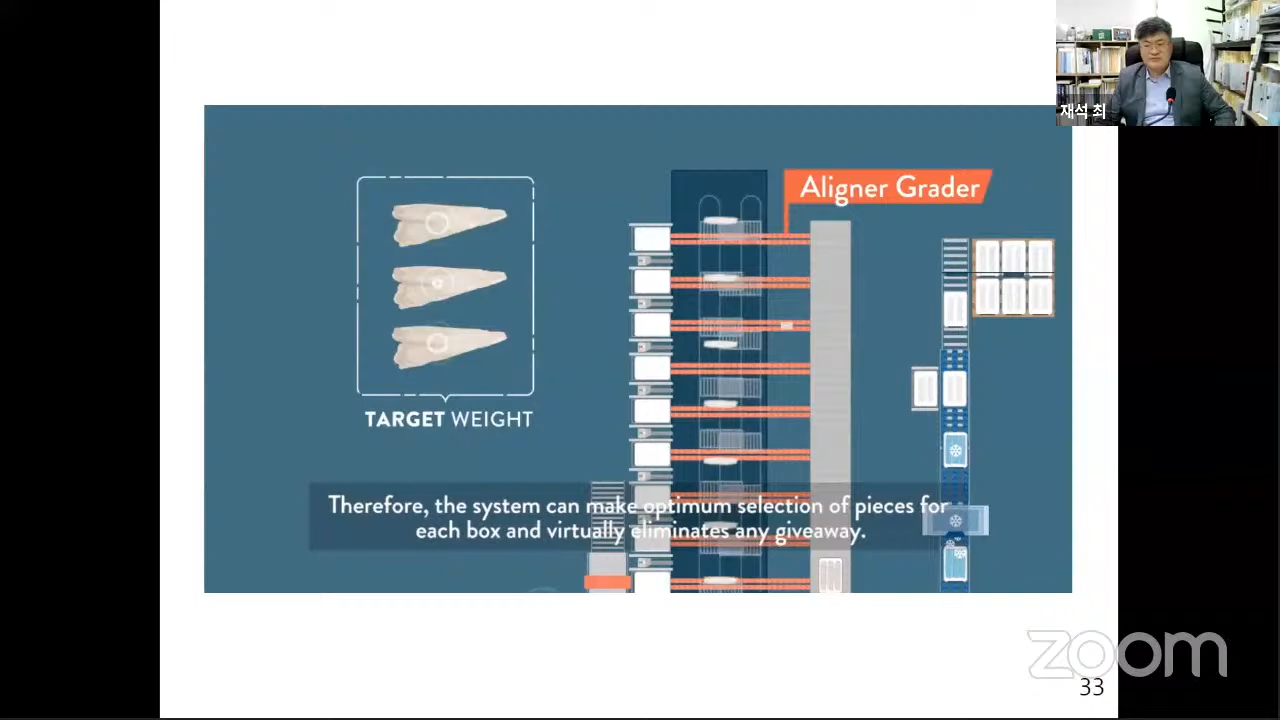 재석 최
Aligner Grader
TARGET WEIGHT
Therefore, the system can make optimum selection of pieces for
each box and virtually eliminates any giveaway.
zoom
33